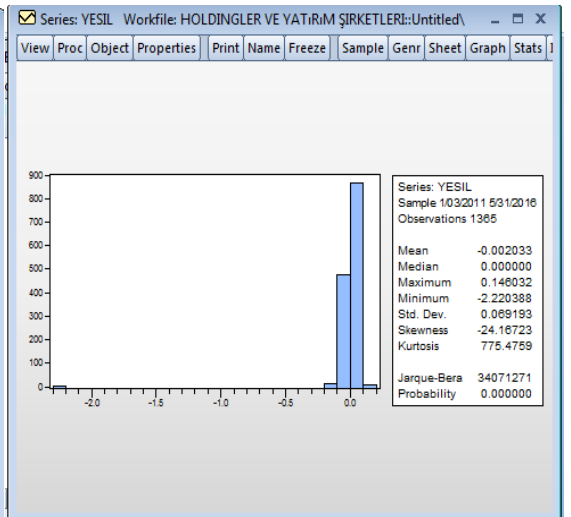 Series: YESIL Workfile: HOLDINGLER VE YATıRıM ŞIRKETLERI::Untitled\
View Proc Object Properties Print Name Freeze Sample Genr Sheet Graph Stats
900
800
700
600
500
400
300
200
100
0
-2.0 -1.5 -1.0 -0.5 0.0
Series: YESIL
Sample 1/03/2011 5/31/2016
Observations 1365
Mean -0.002033
Median 0.000000
Maximum 0.146032
Minimum -2.220388
Std. Dev. 0.069193
Skewness -24.16723
Kurtosis 775.4759
Jarque-Bera 34071271
Probability 0.000000